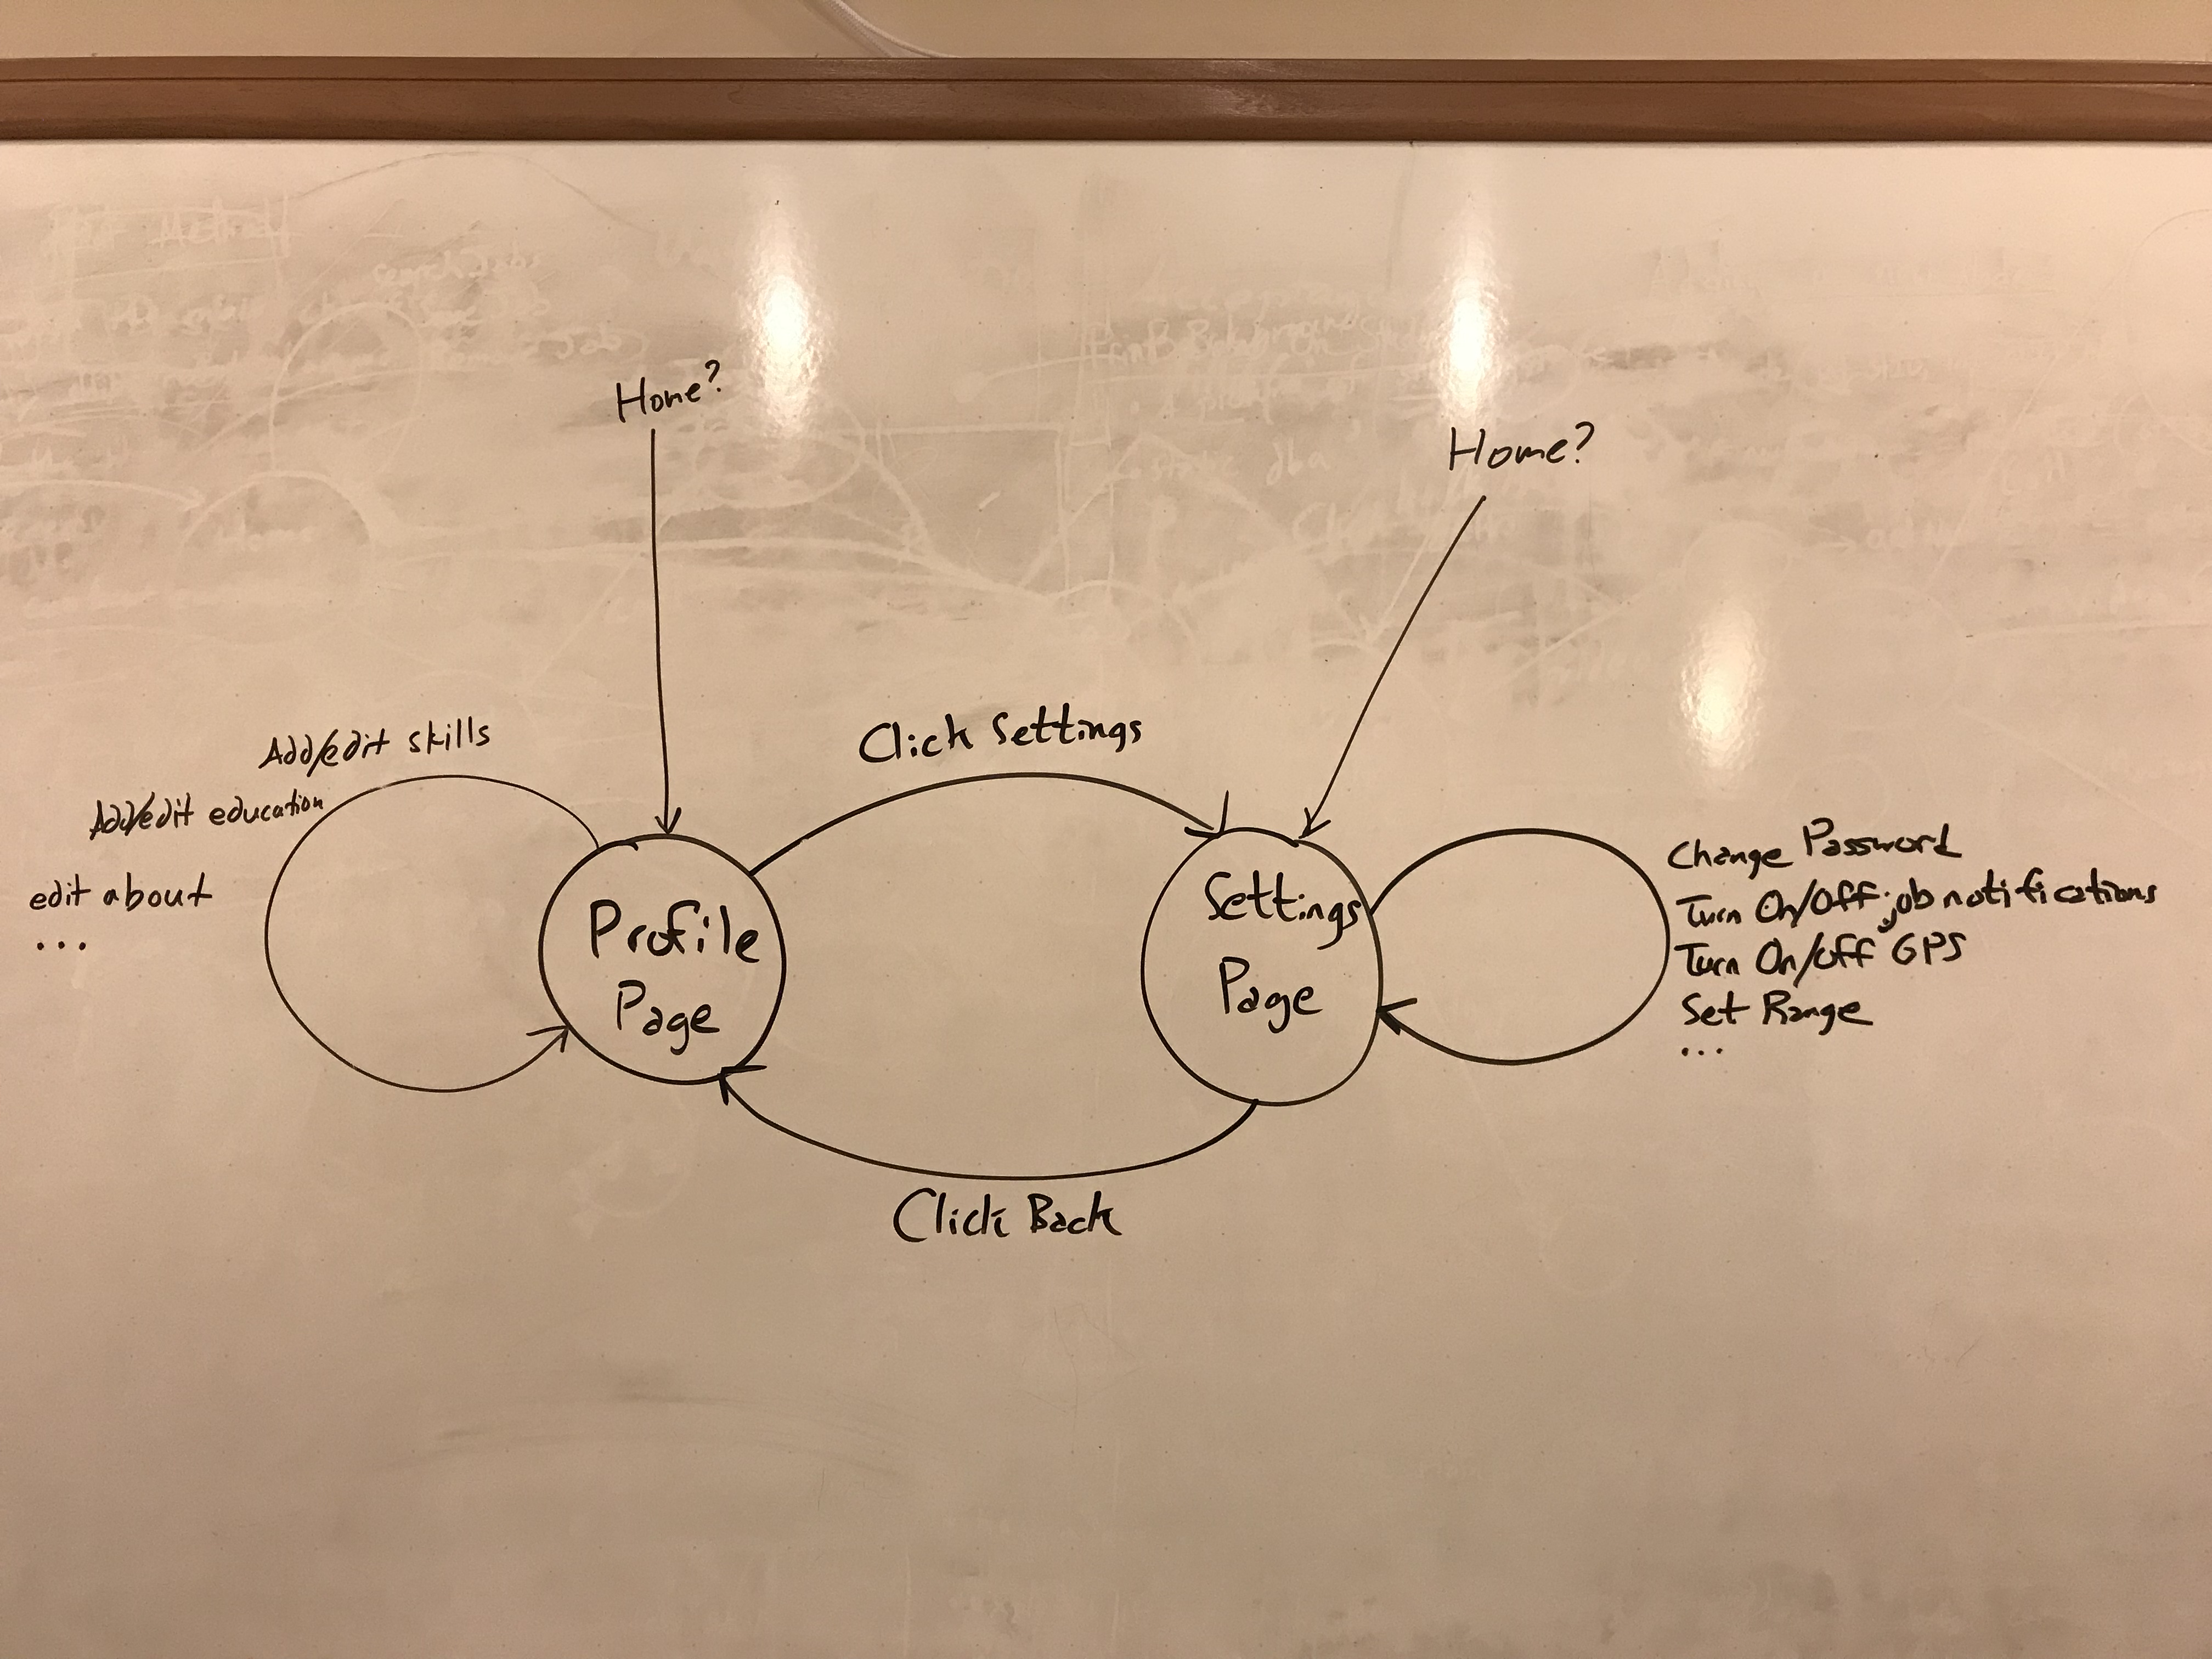 Home?
Home?
Add/edit skills
Add/edit education
edit about
...
Click Settings
Profile
Page
Settings
Page
Change Password
Turn On/Off job notifications
Turn On/Off GPS
Set Range
...
Click Back